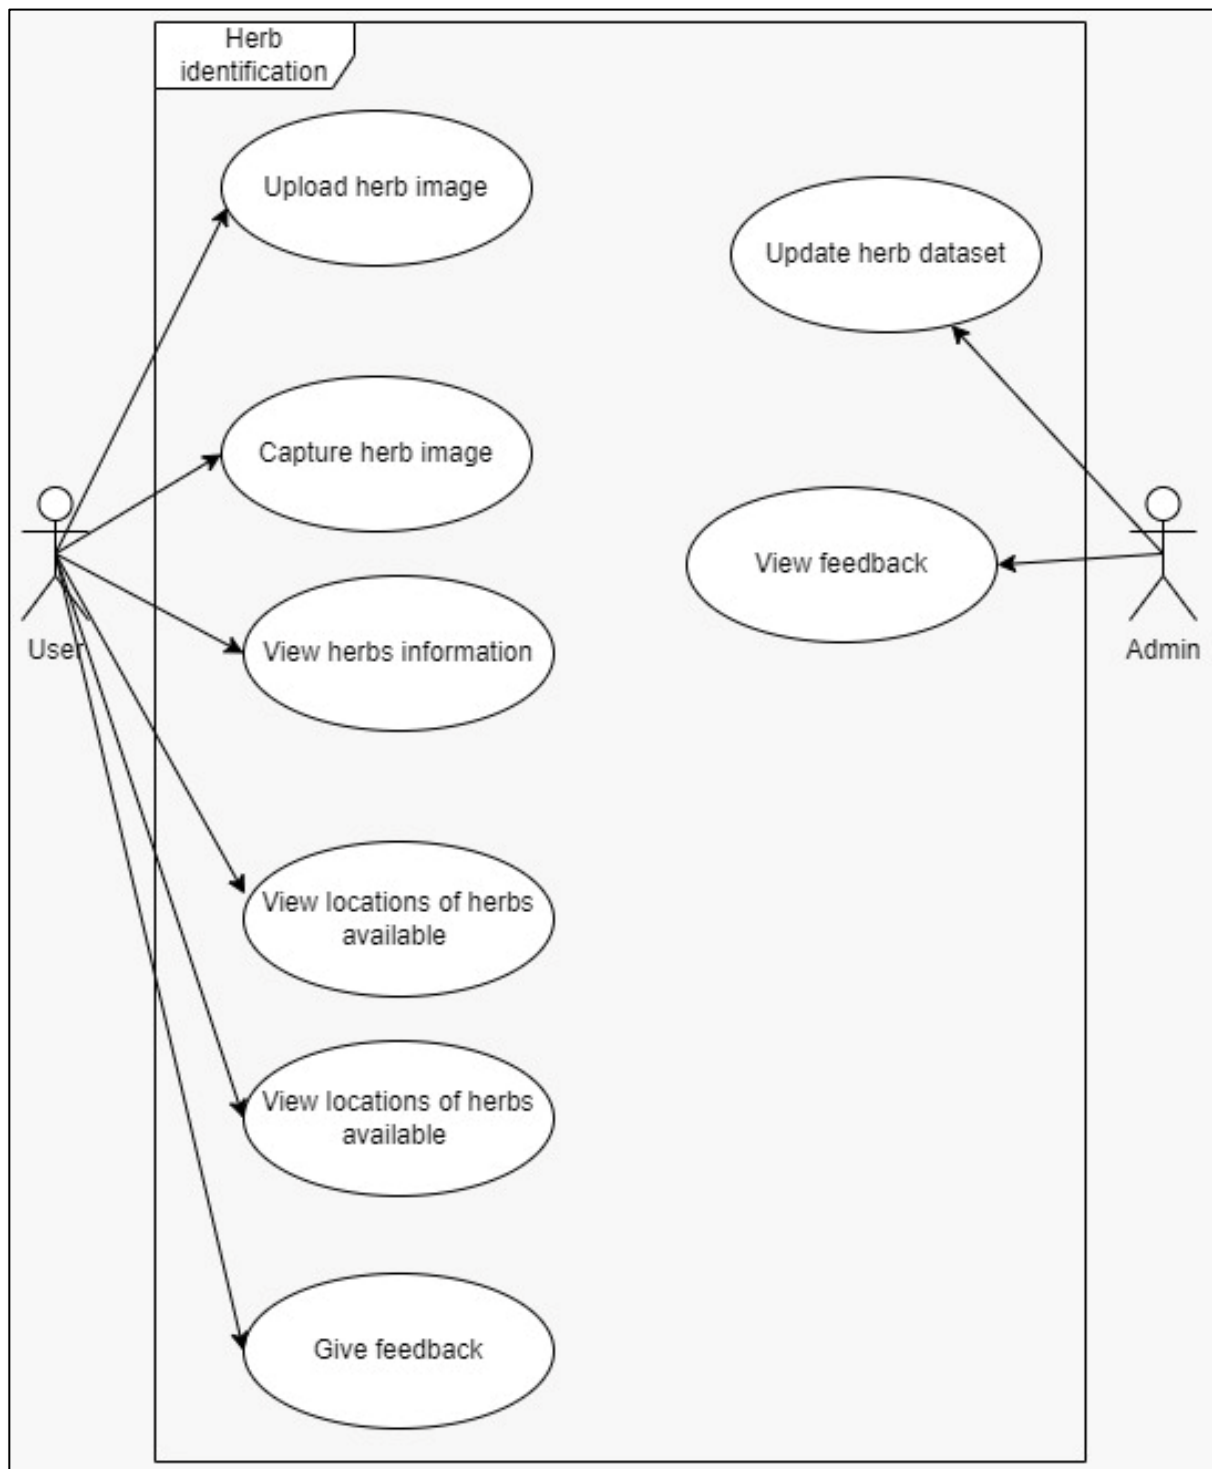 Herb
identification
Upload herb image
Update herb dataset
Capture herb image
View feedback
User
View herbs information
Admin
View locations of herbs
available
View locations of herbs
available
Give feedback